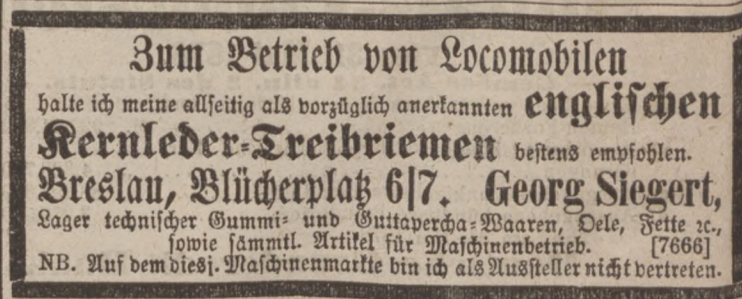 Zum Betrieb von Locomobilen
halte ich meine allseitig als vorzüglich anerkannten englischen
Kernleder-Treibriemen bestens empfohlen.
Breslau, Blücherplatz 6|7. Georg Siegert,
Lager technischer Gummi- und Guttapercha-Waaren, Oele, Fette ꝛc.,
sowie sämmtl. Artikel für Maschinenbetrieb. [7666]
NB. Auf dem diesj. Maschinenmarkte bin ich als Aussteller nicht vertreten.